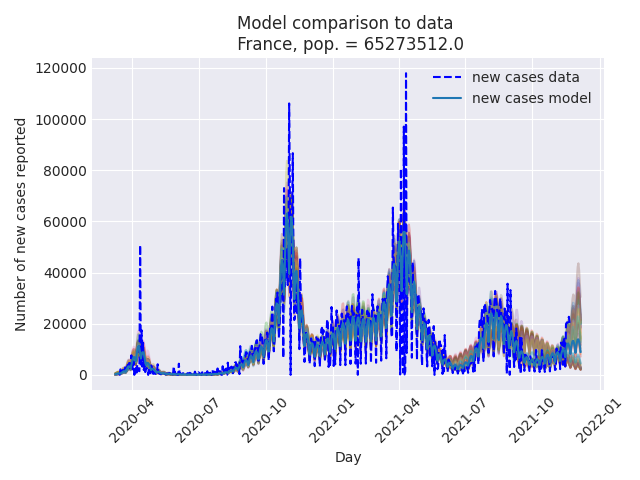 Model comparison to data
France, pop. = 65273512.0
120000
100000
80000
60000
40000
20000
0
Number of new cases reported
new cases data
new cases model
2020-04
2020-07
2020-10
2021-01
2021-04
2021-07
2021-10
2022-01
Day